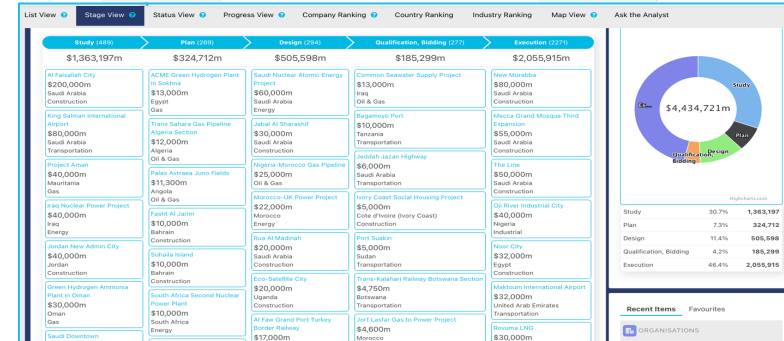 List View ? Stage View ? Status View ? Progress View ? Company Ranking ? Country Ranking Industry Ranking Map View ? Ask the Analyst
Study (489)
$1,363,197m
Al Faisaliah City
$200,000m
Saudi Arabia
Construction
King Salman International
Airport
$80,000m
Saudi Arabia
Transportation
Project Aman
$40,000m
Mauritania
Gas
Iraq Nuclear Power Project
$40,000m
Iraq
Energy
Jordan New Admin City
$40,000m
Jordan
Construction
Green Hydrogen Ammonia
Plant in Oman
$30,000m
Oman
Gas
Saudi Downtown
Plan (269)
$324,712m
ACME Green Hydrogen Plant
in Sokhna
$13,000m
Egypt
Gas
Trans Sahara Gas Pipeline -
Algeria Section
$12,000m
Algeria
Oil & Gas
Palas Astraea Juno Fields
$11,300m
Angola
Oil & Gas
Fasht Al Jarim
$10,000m
Bahrain
Construction
Suhaila Island
$10,000m
Bahrain
Construction
South Africa Second Nuclear
Power Plant
$10,000m
South Africa
Energy
Design (294)
$505,598m
Saudi Nuclear Atomic Energy
Project
$60,000m
Saudi Arabia
Energy
Jabal Al Sharashif
$30,000m
Saudi Arabia
Construction
Nigeria-Morocco Gas Pipeline
$25,000m
Oil & Gas
Morocco-UK Power Project
$22,000m
Morocco
Energy
Rua Al Madinah
$20,000m
Saudi Arabia
Construction
Eco-Satellite City
$20,000m
Uganda
Construction
Al Faw Grand Port Turkey
Border Railway
$17,000m
Qualification, Bidding (277)
$185,299m
Common Seawater Supply Project
$13,000m
Iraq
Oil & Gas
Bagamoyo Port
$10,000m
Tanzania
Transportation
Jeddah Jazan Highway
$6,000m
Saudi Arabia
Transportation
Ivory Coast Social Housing Project
$5,000m
Cote d'Ivoire (Ivory Coast)
Construction
Port Suakin
$5,000m
Sudan
Transportation
Trans-Kalahari Railway Botswana Section
$4,750m
Botswana
Transportation
Jorf Lasfar Gas to Power Project
$4,600m
Morocco
Execution (2271)
$2,055,915m
New Murabba
$80,000m
Saudi Arabia
Construction
Mecca Grand Mosque Third
Expansion
$55,000m
Saudi Arabia
Construction
The Line
$50,000m
Saudi Arabia
Construction
Oji River Industrial City
$40,000m
Nigeria
Industrial
Noor City
$32,000m
Egypt
Construction
Maktoum International Airport
$32,000m
United Arab Emirates
Transportation
Rovuma LNG
$30,000m
Study
Plan
Design
Qualification,
Bidding
Ex...
$4,434,721m
Highcharts.com
Study 30.7% 1,363,197
Plan 7.3% 324,712
Design 11.4% 505,598
Qualification, Bidding 4.2% 185,299
Execution 46.4% 2,055,915
Recent Items Favourites
ORGANISATIONS